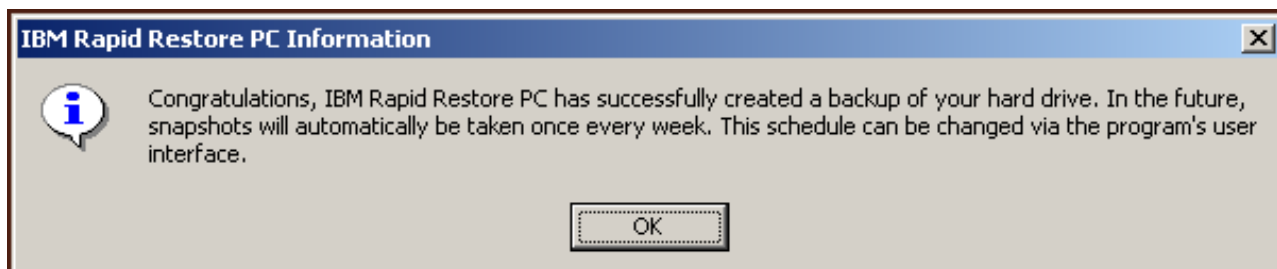 IBM Rapid Restore PC Information
Congratulations, IBM Rapid Restore PC has successfully created a backup of your hard drive. In the future,
snapshots will automatically be taken once every week. This schedule can be changed via the program's user
interface.
OK